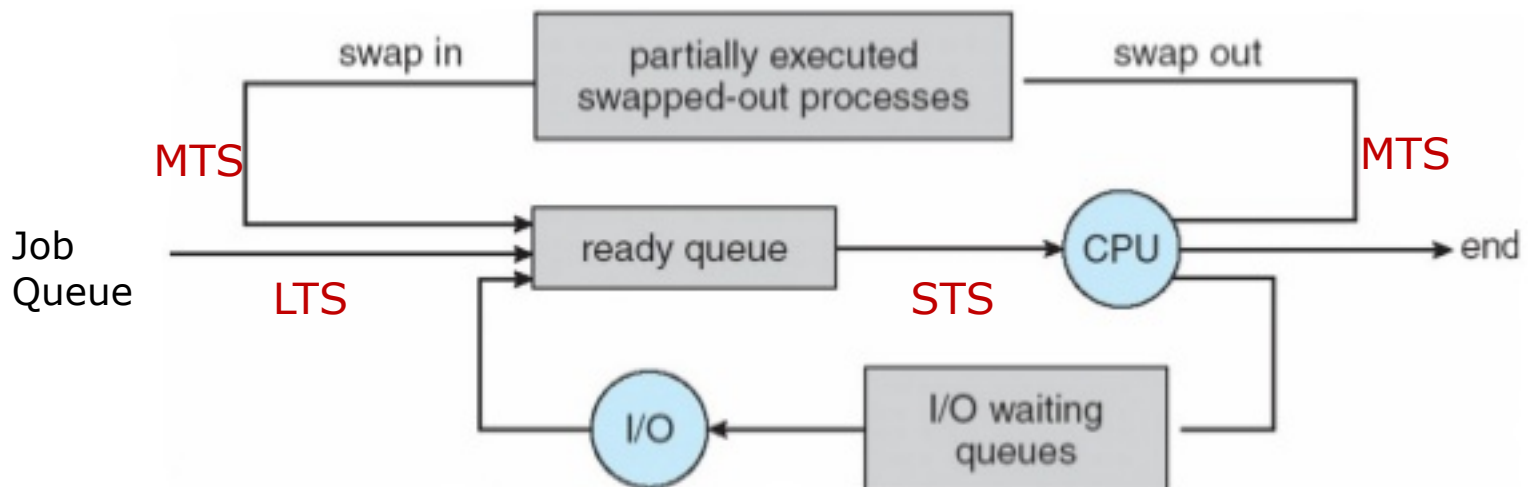 swap in
partially executed
swapped-out processes
swap out
MTS
MTS
Job
Queue
ready queue
CPU
end
LTS
STS
I/O
I/O waiting
queues